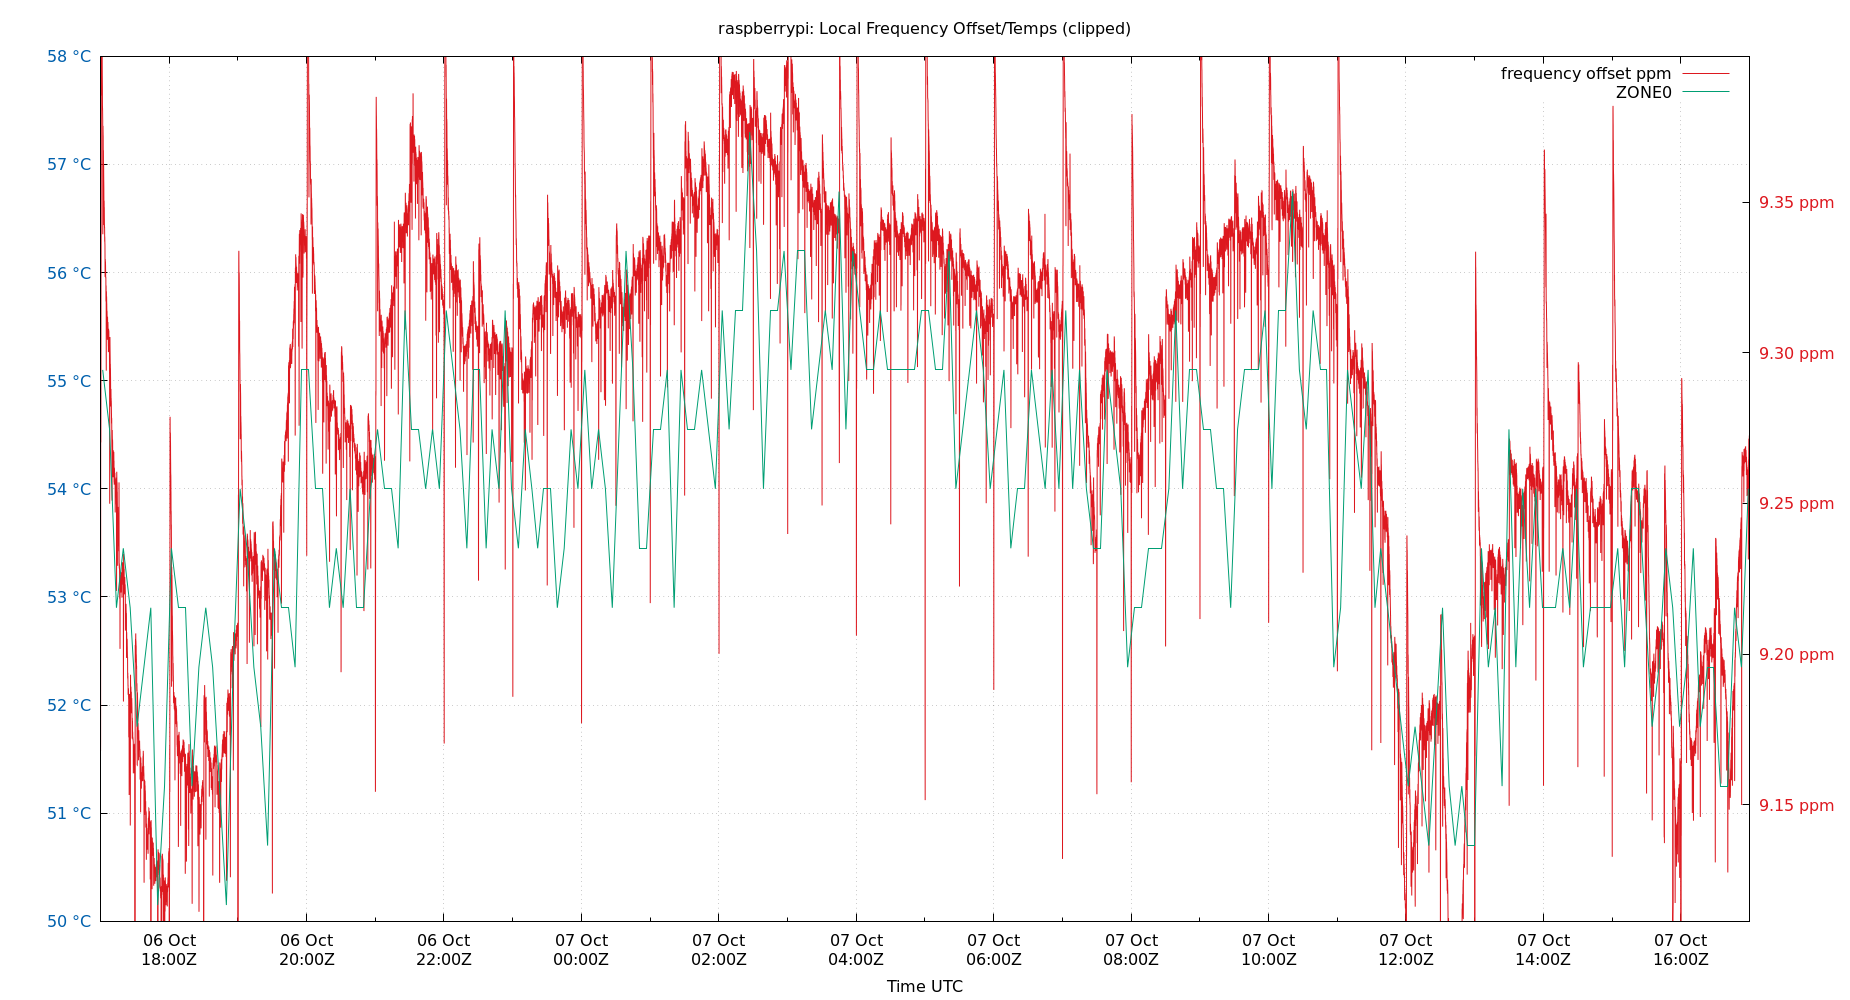 raspberrypi: Local Frequency Offset/Temps (clipped)
frequency offset ppm
ZONE0
58 °C
57 °C
56 °C
55 °C
54 °C
53 °C
52 °C
51 °C
50 °C
9.35 ppm
9.30 ppm
9.25 ppm
9.20 ppm
9.15 ppm
06 Oct 06 Oct 06 Oct 07 Oct 07 Oct 07 Oct 07 Oct 07 Oct 07 Oct 07 Oct 07 Oct 07 Oct
18:00Z 20:00Z 22:00Z 00:00Z 02:00Z 04:00Z 06:00Z 08:00Z 10:00Z 12:00Z 14:00Z 16:00Z
Time UTC